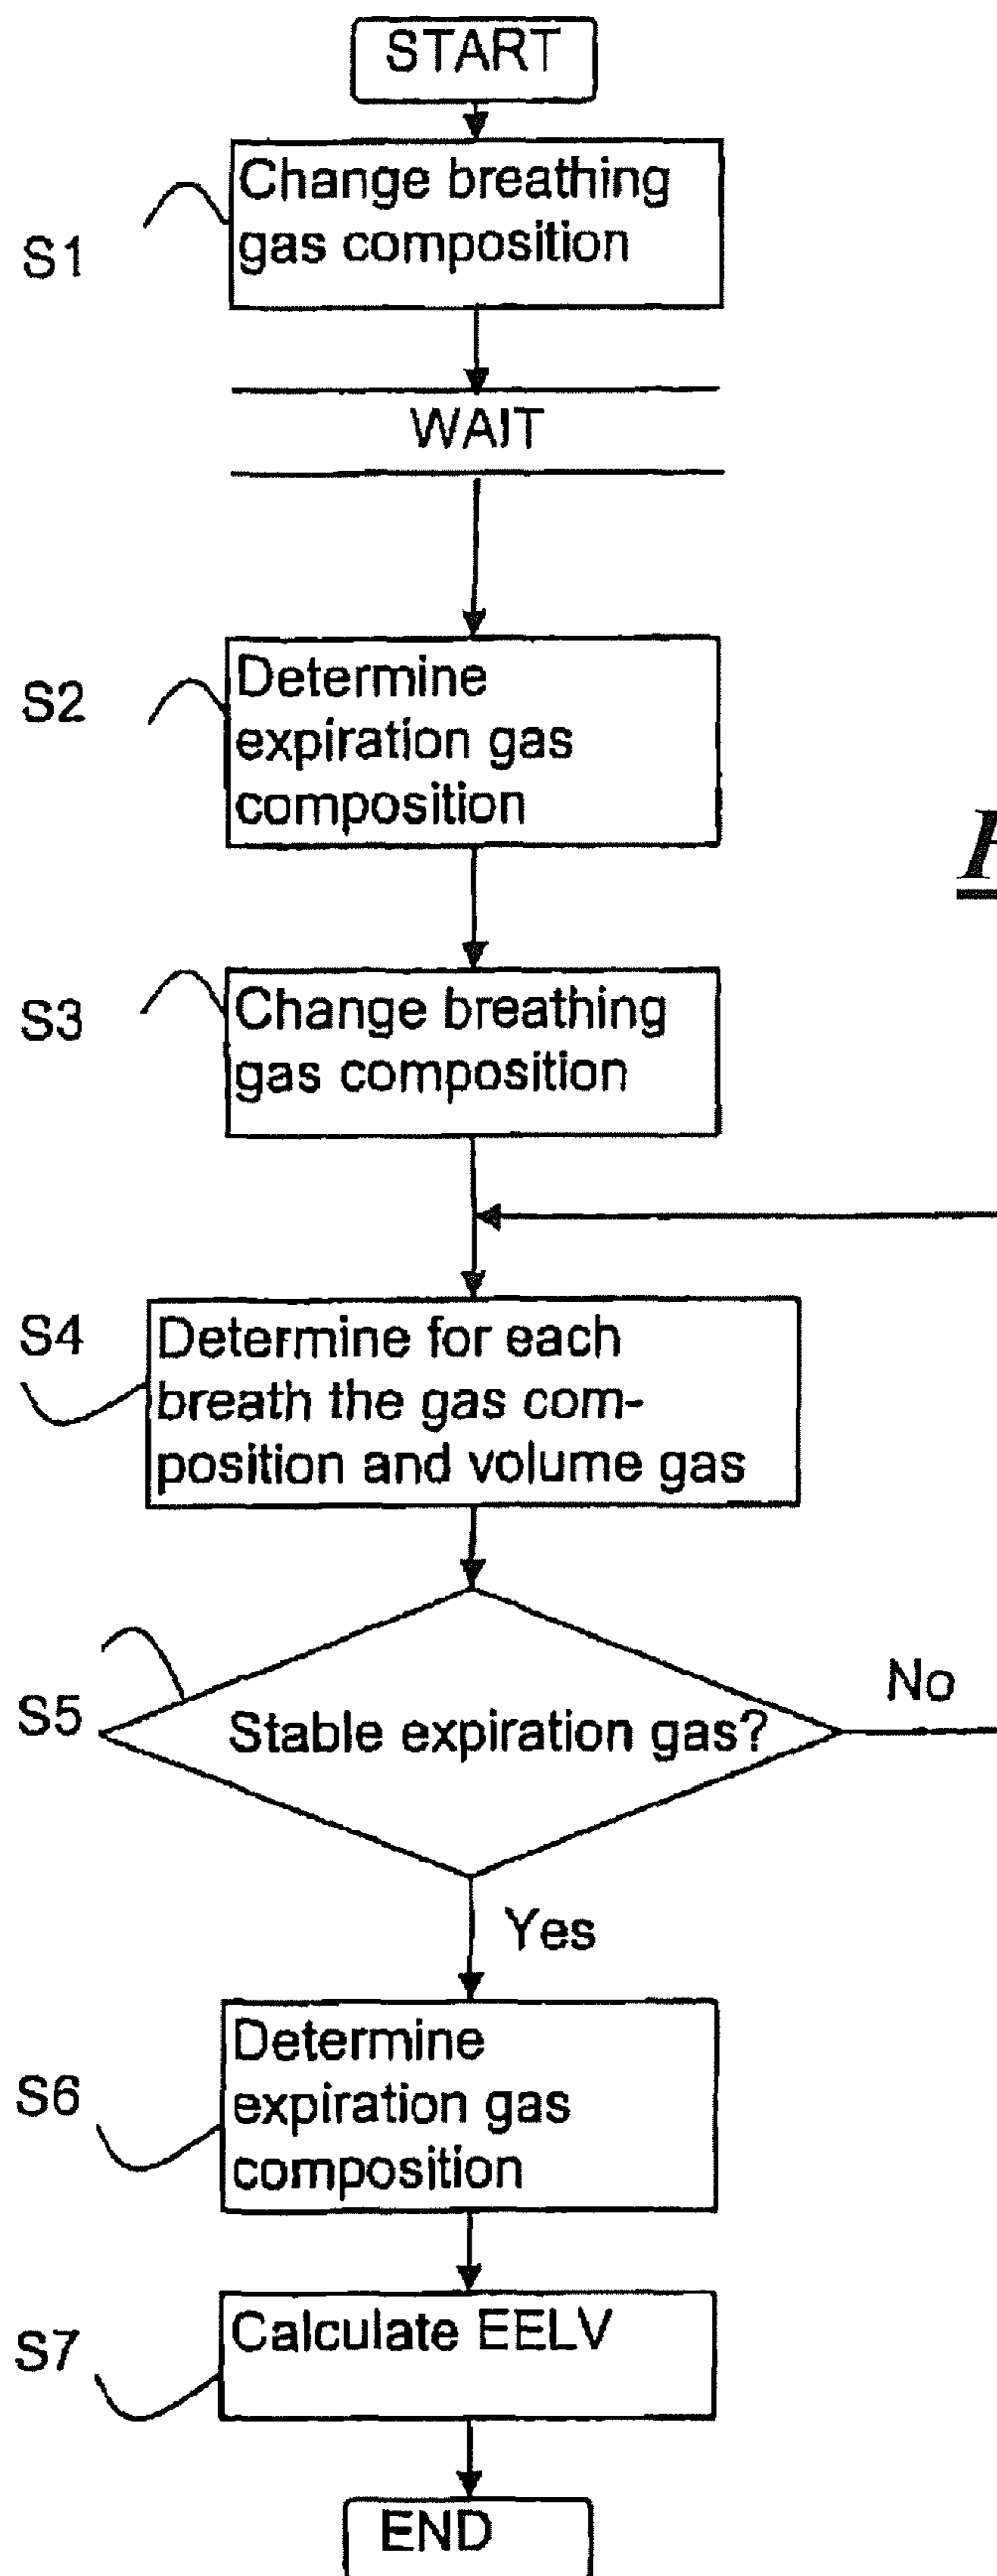 START
Change breathing
gas composition
S1
WAIT
S2
Determine
expiration gas
composition
S3
Change breathing
gas composition
S4
Determine for each
breath the gas com-
position and volume gas
S5
Stable expiration gas?
No
Yes
S6
Determine
expiration gas
composition
S7
Calculate EELV
END